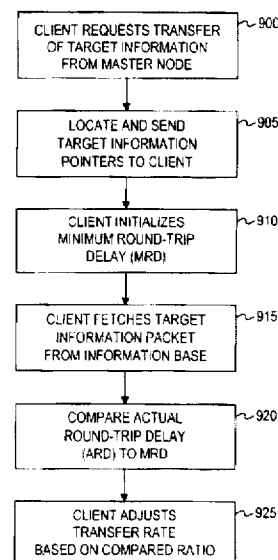 CLIENT REQUESTS TRANSFER
OF TARGET INFORMATION
FROM MASTER NODE
900
LOCATE AND SEND
TARGET INFORMATION
POINTERS TO CLIENT
905
CLIENT INITIALIZES
MINIMUM ROUND-TRIP
DELAY (MRD)
910
CLIENT FETCHES TARGET
INFORMATION PACKET
FROM INFORMATION BASE
915
COMPARE ACTUAL
ROUND-TRIP DELAY
(ARD) TO MRD
920
CLIENT ADJUSTS
TRANSFER RATE
BASED ON COMPARED RATIO
925